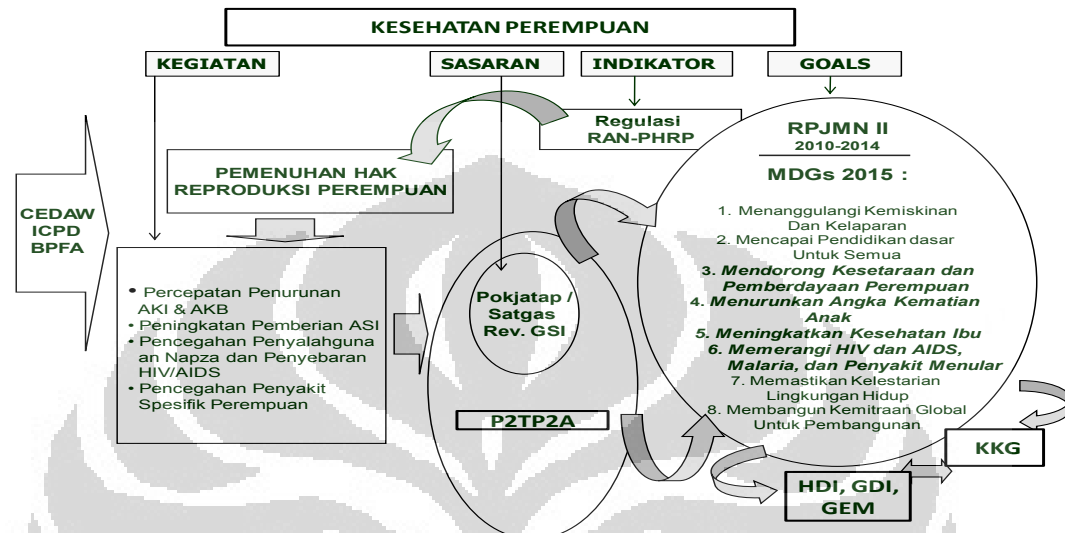 KESEHATAN PEREMPUAN
KEGIATAN
SASARAN
INDIKATOR
GOALS
Regulasi
RAN-PHRP
PEMENUHAN HAK
REPRODUKSI PEREMPUAN
CEDAW
ICPD
BPFA
• Percepatan Penurunan
AKI & AKB
• Peningkatan Pemberian ASI
• Pencegahan Penyalahguna
an Napza dan Penyebaran
HIV/AIDS
• Pencegahan Penyakit
Spesifik Perempuan
Pokjatap /
Satgas
Rev. GSI
P2TP2A
RPJMN II
2010-2014
MDGs 2015 :
1. Menanggulangi Kemiskinan
Dan Kelaparan
2. Mencapai Pendidikan dasar
Untuk Semua
3. Mendorong Kesetaraan dan
Pemberdayaan Perempuan
4. Menurunkan Angka Kematian
Anak
5. Meningkatkan Kesehatan Ibu
6. Memerangi HIV dan AIDS,
Malaria, dan Penyakit Menular
7. Memastikan Kelestarian
Lingkungan Hidup
8. Membangun Kemitraan Global
Untuk Pembangunan
KKG
HDI, GDI,
GEM